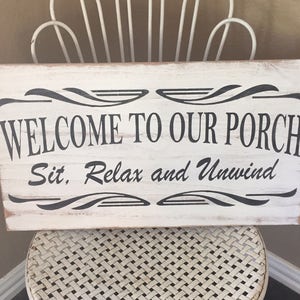 WELCOME TO OUR PORCH
Sit, Relax and Unwind